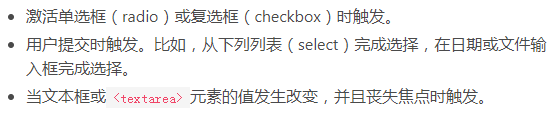 激活单选框（radio）或复选框（checkbox）时触发。
用户提交时触发。比如，从下列列表（select）完成选择，在日期或文件输
入框完成选择。
当文本框或<textarea>元素的值发生改变，并且丧失焦点时触发。